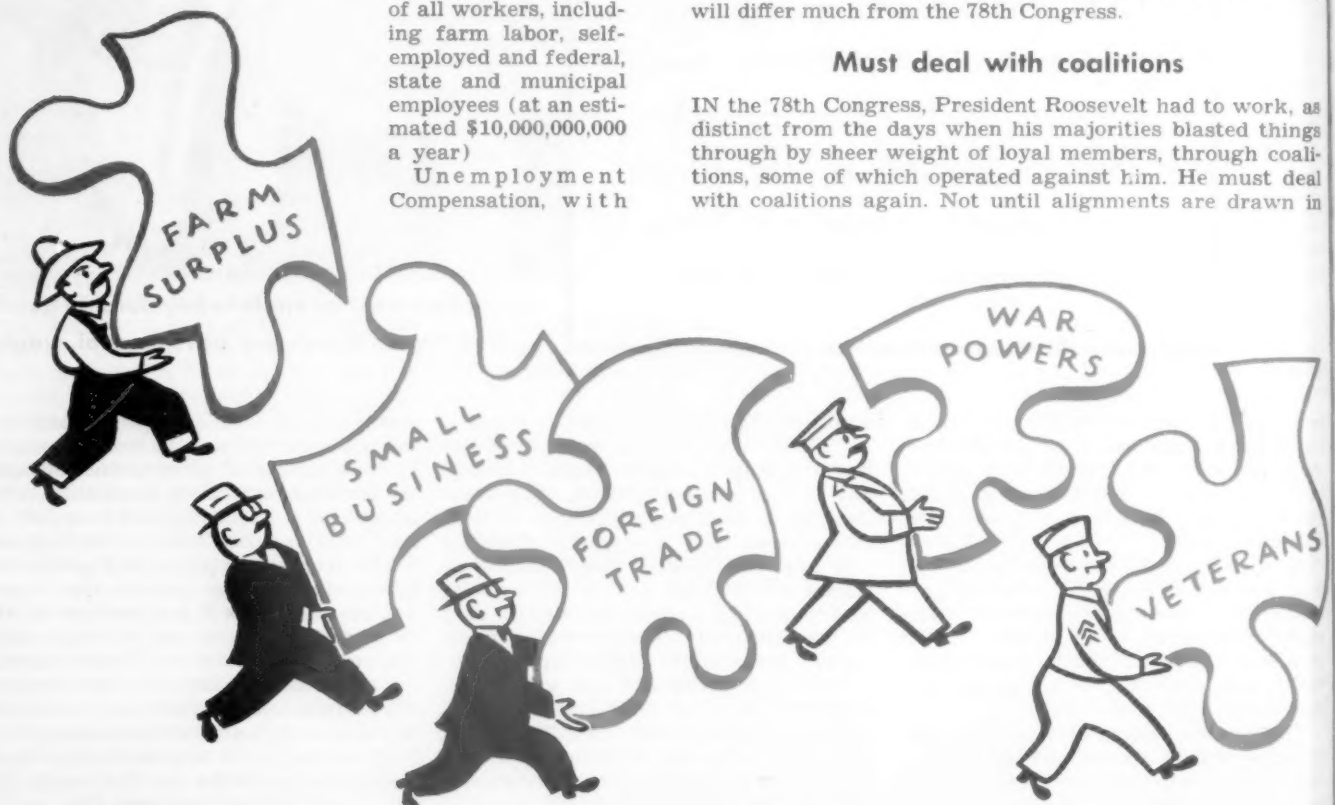 of all workers, includ-
ing farm labor, self-
employed and federal,
state and municipal
employees (at an esti-
mated $10,000,000,000
a year)
Unemployment
Compensation, with
will differ much from the 78th Congress.
Must deal with coalitions
IN the 78th Congress, President Roosevelt had to work, as
distinct from the days when his majorities blasted things
through by sheer weight of loyal members, through coali-
tions, some of which operated against him. He must deal
with coalitions again. Not until alignments are drawn in
FARM
SURPLUS
SMALL
BUSINESS
FOREIGN
TRADE
WAR
POWERS
VETERANS